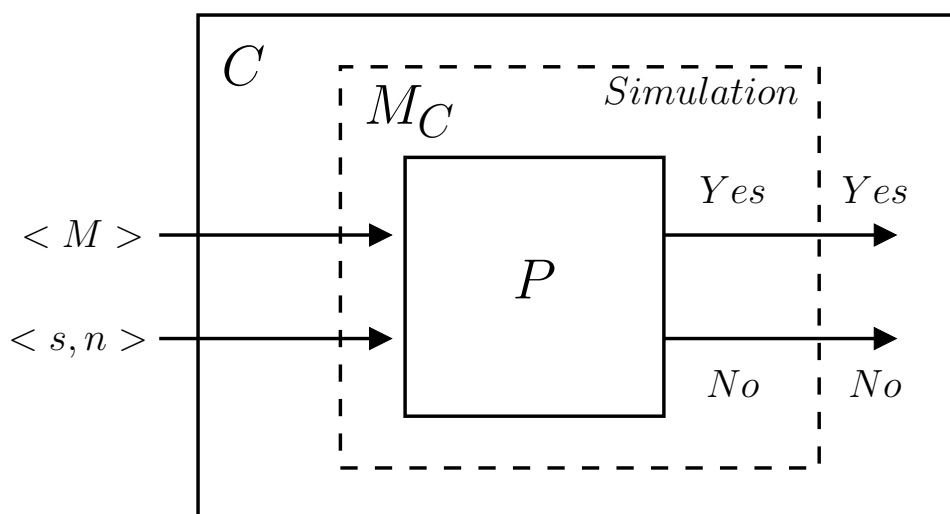 C
Simulation
M_C
Yes Yes
< M >
P
< s, n >
No No